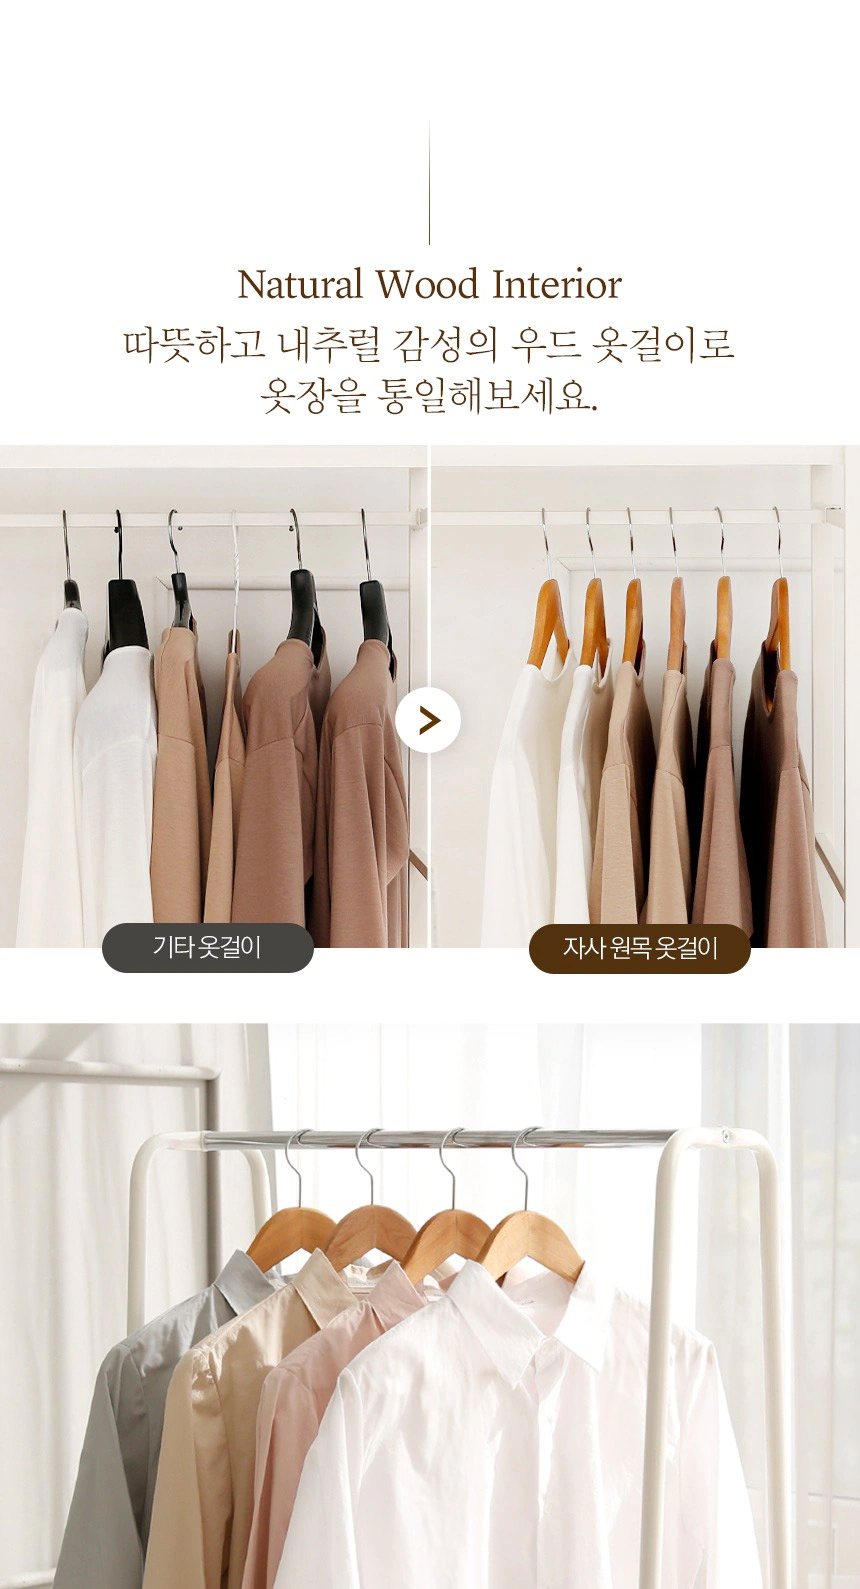 Natural Wood Interior
따뜻하고 내추럴 감성의 우드 옷걸이로
옷장을 통일해보세요.
기타 옷걸이
자사 원목 옷걸이